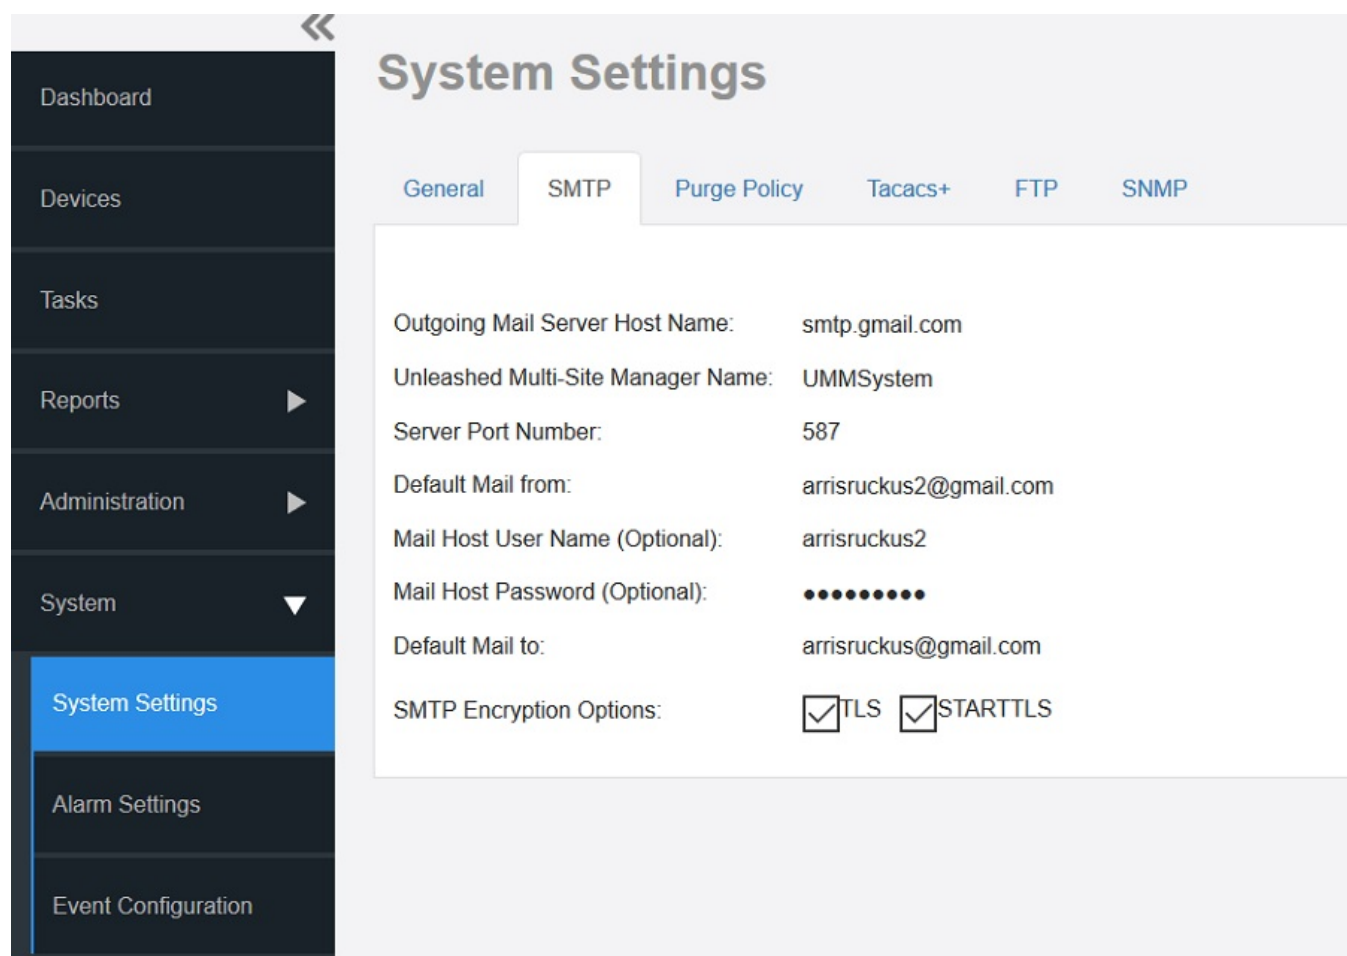 System Settings
Dashboard
Devices
Tasks
Reports
Administration
System
System Settings
Alarm Settings
Event Configuration
General SMTP Purge Policy Tacacs+ FTP SNMP
Outgoing Mail Server Host Name: smtp.gmail.com
Unleashed Multi-Site Manager Name: UMMSystem
Server Port Number: 587
Default Mail from: arrisruckus2@gmail.com
Mail Host User Name (Optional): arrisruckus2
Mail Host Password (Optional): •••••••••
Default Mail to: arrisruckus@gmail.com
SMTP Encryption Options: TLS STARTTLS